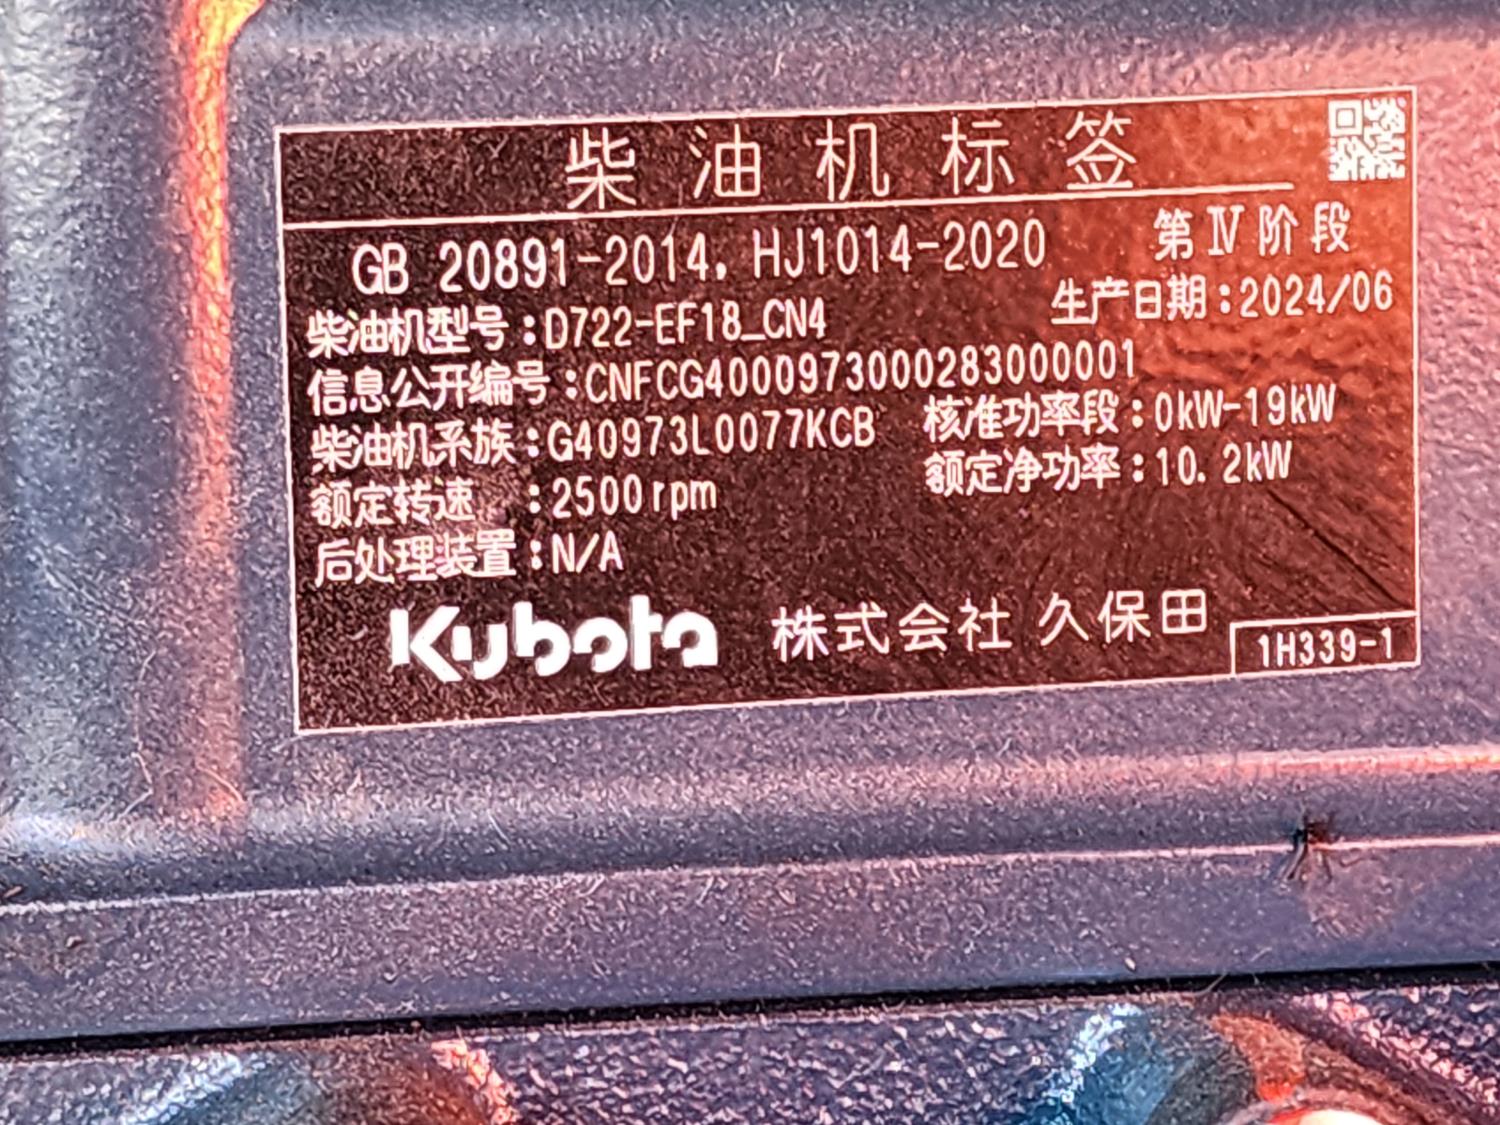 柴油机标签
GB 20891-2014, HJ1014-2020 第Ⅳ阶段
柴油机型号:D722-EF18_CN4 生产日期:2024/06
信息公开编号:CNFCG4000973000283000001
柴油机系族:G40973L0077KCB 核准功率段:0kW-19kW
额定转速 :2500rpm 额定净功率:10.2kW
后处理装置:N/A
Kubota 株式会社 久保田
1H339-1